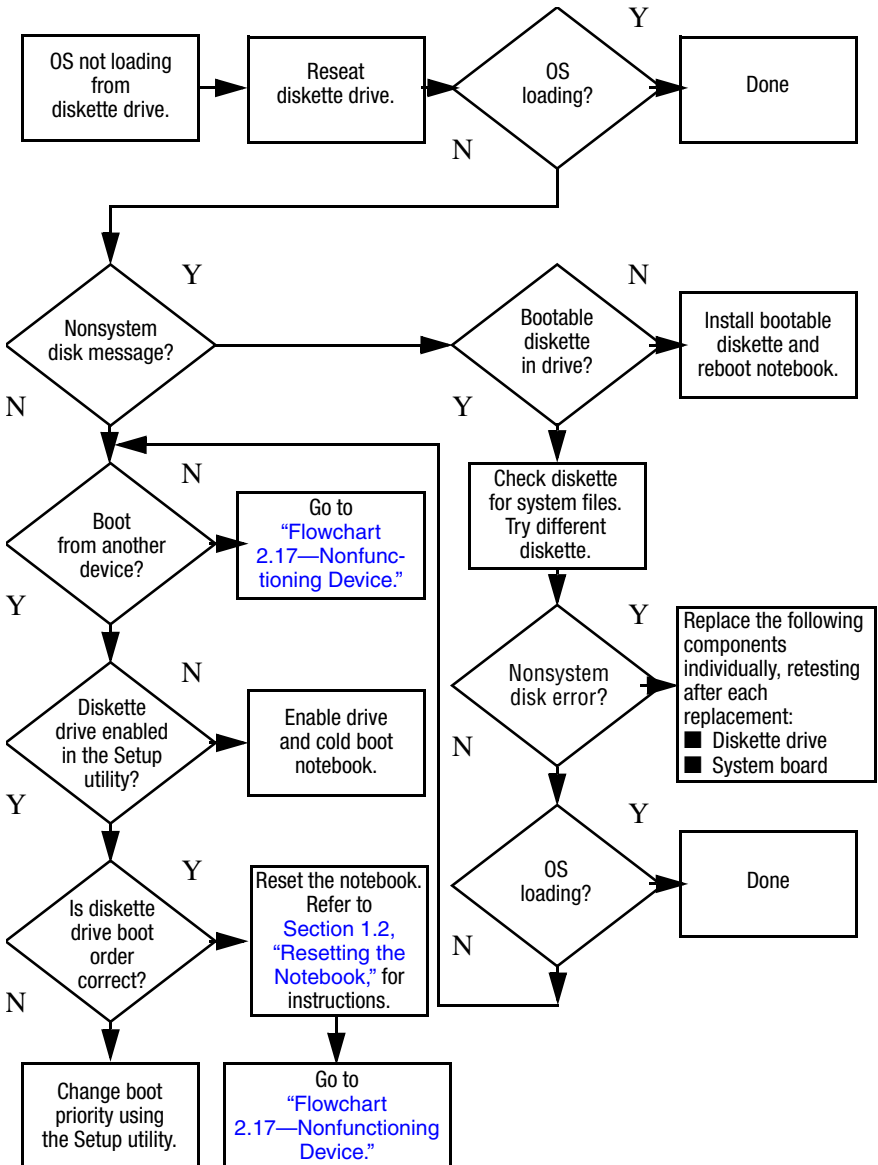 OS not loading
from
diskette drive.
Reseat
diskette drive.
OS
loading?
Y
Done
N
Nonsystem
disk message?
Y
Bootable
diskette
in drive?
N
Install bootable
diskette and
reboot notebook.
N
Y
Check diskette
for system files.
Try different
diskette.
Boot
from another
device?
N
Go to
“Flowchart
2.17—Nonfunc-
tioning Device.”
Y
Nonsystem
disk error?
Y
Replace the following
components
individually, retesting
after each
replacement:
■ Diskette drive
■ System board
N
Diskette
drive enabled
in the Setup
utility?
N
Enable drive
and cold boot
notebook.
Y
OS
loading?
Y
Done
N
Is diskette
drive boot
order
correct?
Y
Reset the notebook.
Refer to
Section 1.2,
“Resetting the
Notebook,” for
instructions.
N
Change boot
priority using
the Setup utility.
Go to
“Flowchart
2.17—Nonfunctioning
Device.”